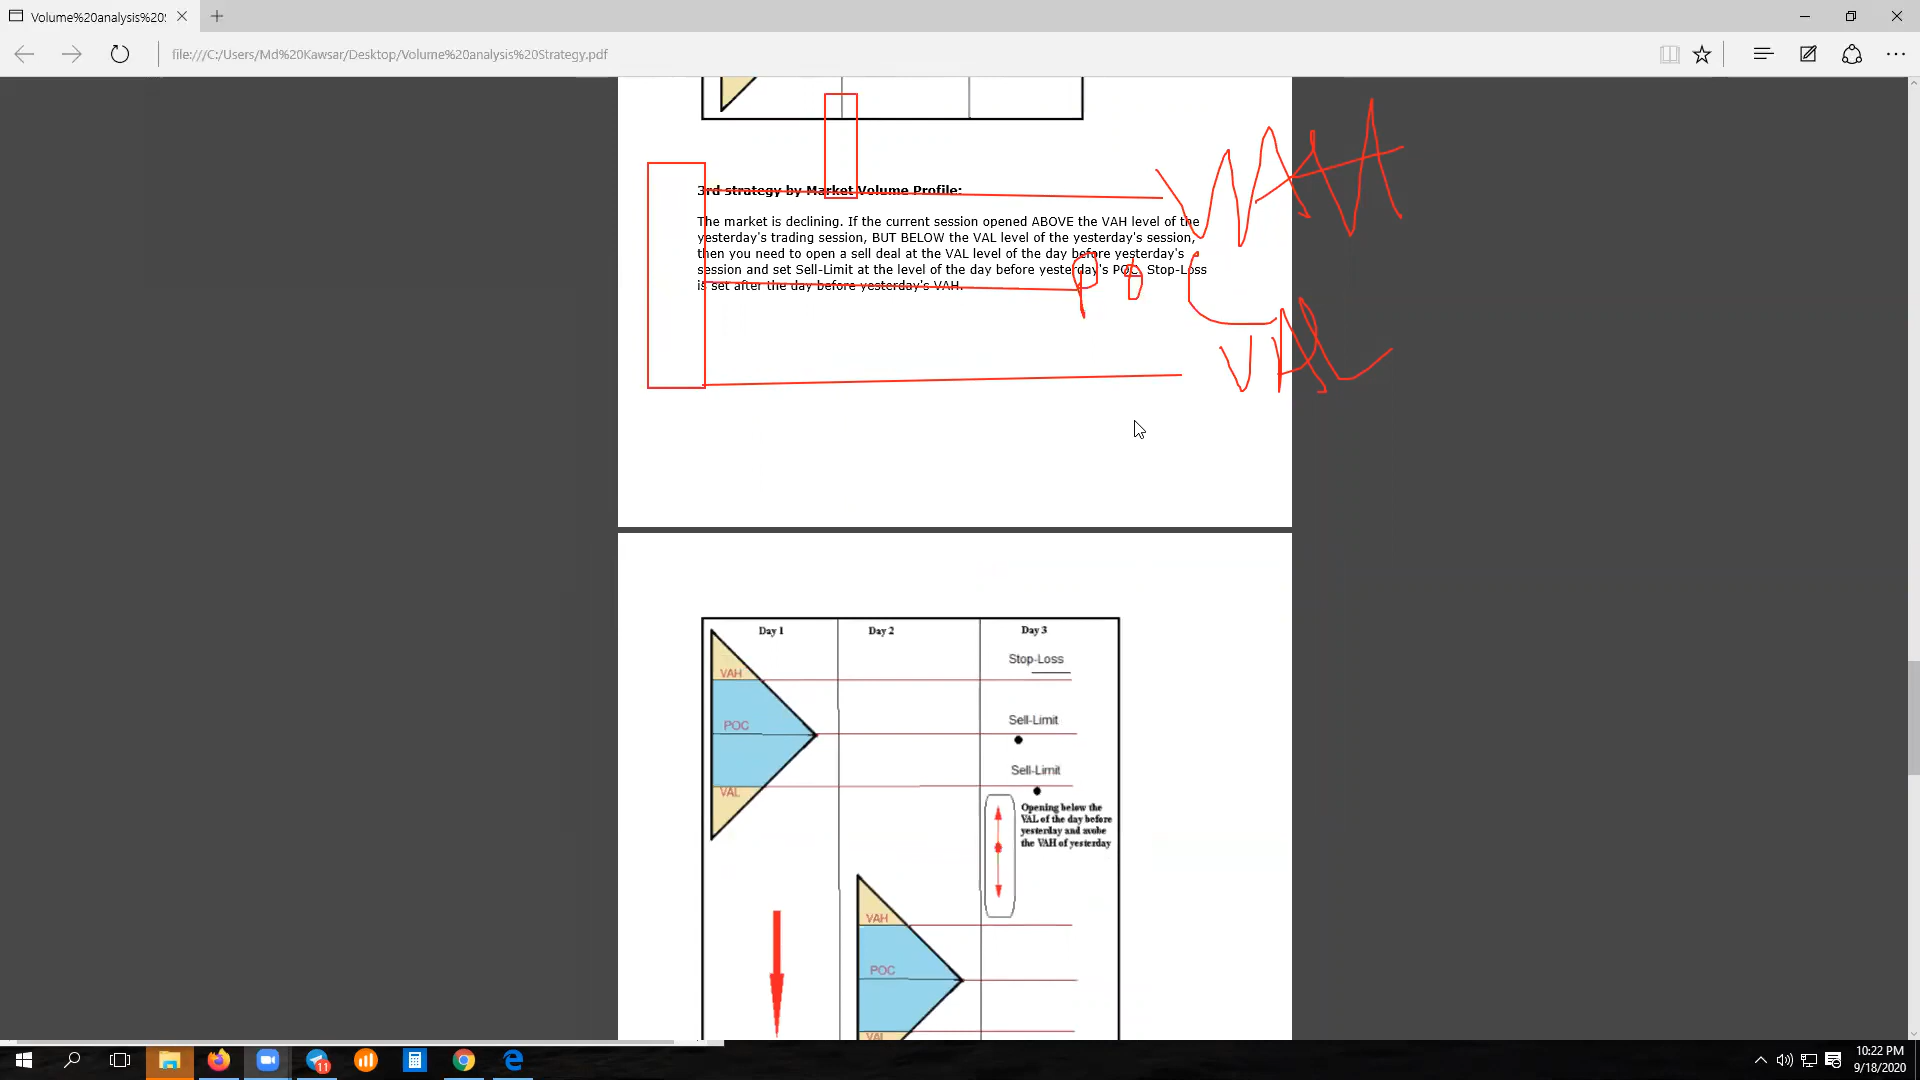 Volume%20analysis%20S
file:///C:/Users/Md%20Kawsar/Desktop/Volume%20analysis%20Strategy.pdf
3rd strategy by Market Volume Profile:
The market is declining. If the current session opened ABOVE the VAH level of the
yesterday's trading session, BUT BELOW the VAL level of the yesterday's session,
then you need to open a sell deal at the VAL level of the day before yesterday's
session and set Sell-Limit at the level of the day before yesterday's POC. Stop-Loss
is set after the day before yesterday's VAH.
VAH
POC
VAL
Day 1
Day 2
Day 3
Stop-Loss
VAH
Sell-Limit
POC
Sell-Limit
VAL
Opening below the
VAL of the day before
yesterday and avobe
the VAH of yesterday
VAH
POC
VAL
11
10:22 PM
9/18/2020